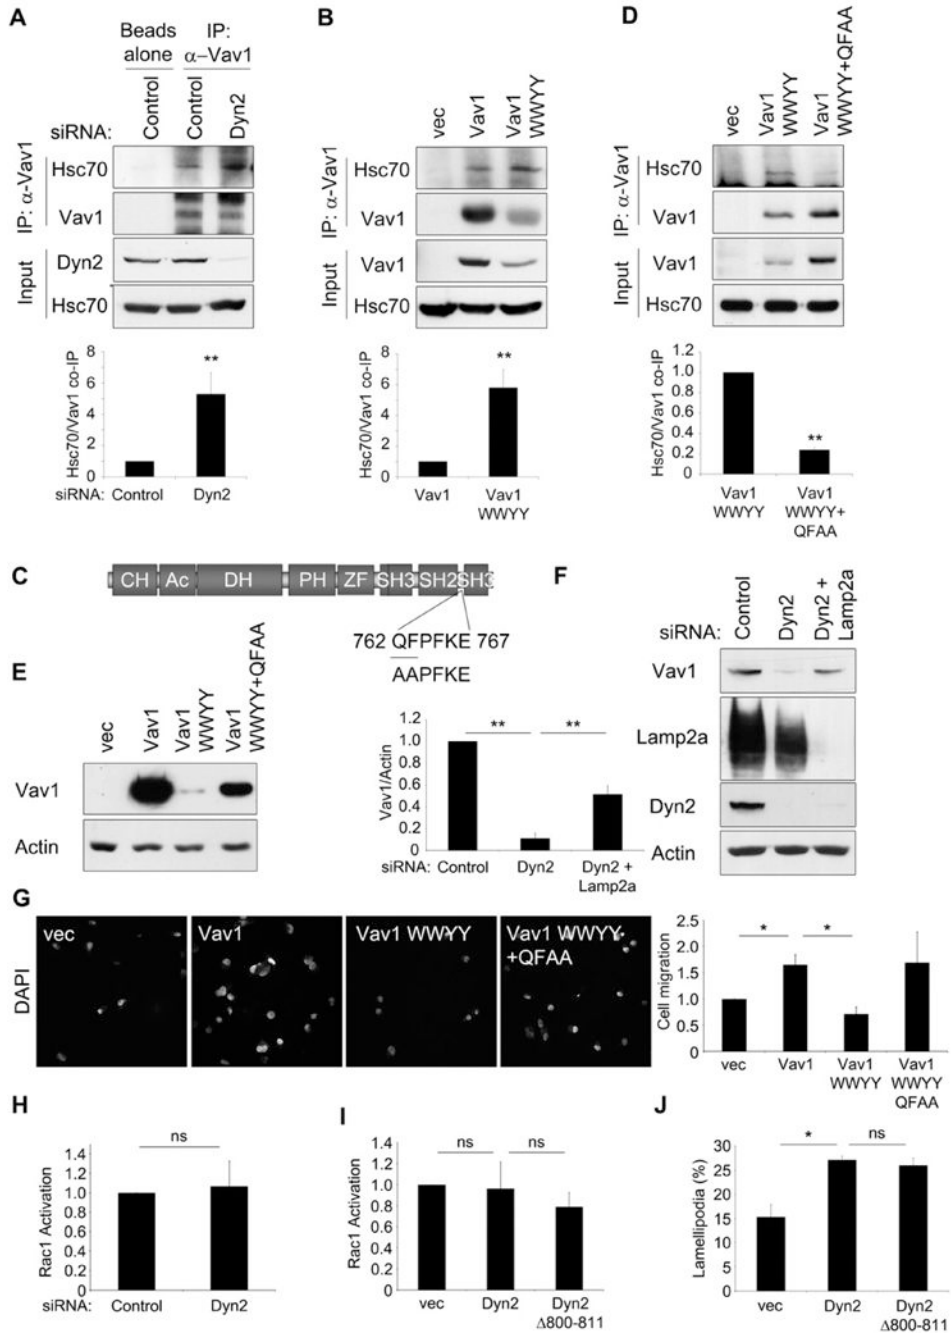 A
Beads alone
IP: α–Vav1
siRNA:
Control
Control
Dyn2
IP: α-Vav1
Hsc70
Vav1
Input
Dyn2
Hsc70
Hsc70/Vav1 co-IP
8
6
4
2
0
**
siRNA: Control Dyn2
B
vec
Vav1
Vav1 WWYY
IP: α-Vav1
Hsc70
Vav1
Input
Vav1
Hsc70
Hsc70/Vav1 co-IP
8
6
4
2
0
**
Vav1
Vav1 WWYY
D
vec
Vav1 WWYY
Vav1 WWYY+QFAA
IP: α-Vav1
Hsc70
Vav1
Input
Vav1
Hsc70
Hsc70/Vav1 co-IP
1.2
1.0
0.8
0.6
0.4
0.2
0
**
Vav1 WWYY
Vav1 WWYY+ QFAA
C
CH Ac DH PH ZF SH3 SH2 SH3
762 QFPFKE 767
AAPFKE
E
vec
Vav1
Vav1 WWYY
Vav1 WWYY+QFAA
Vav1
Actin
Vav1/Actin
1.2
1.0
0.8
0.6
0.4
0.2
0
** **
siRNA: Control Dyn2 Dyn2 + Lamp2a
F
siRNA:
Control
Dyn2
Dyn2 + Lamp2a
Vav1
Lamp2a
Dyn2
Actin
G
DAPI
vec
Vav1
Vav1 WWYY
Vav1 WWYY
+QFAA
Cell migration
2.5
2.0
1.5
1.0
0.5
0
* *
vec
Vav1
Vav1 WWYY
Vav1 WWYY QFAA
H
Rac1 Activation
1.4
1.2
1.0
0.8
0.6
0.4
0.2
0
ns
siRNA: Control Dyn2
I
Rac1 Activation
1.4
1.2
1.0
0.8
0.6
0.4
0.2
0
ns ns
vec
Dyn2
Dyn2 Δ800-811
J
Lamellipodia (%)
30
25
20
15
10
5
0
* ns
vec
Dyn2
Dyn2 Δ800-811